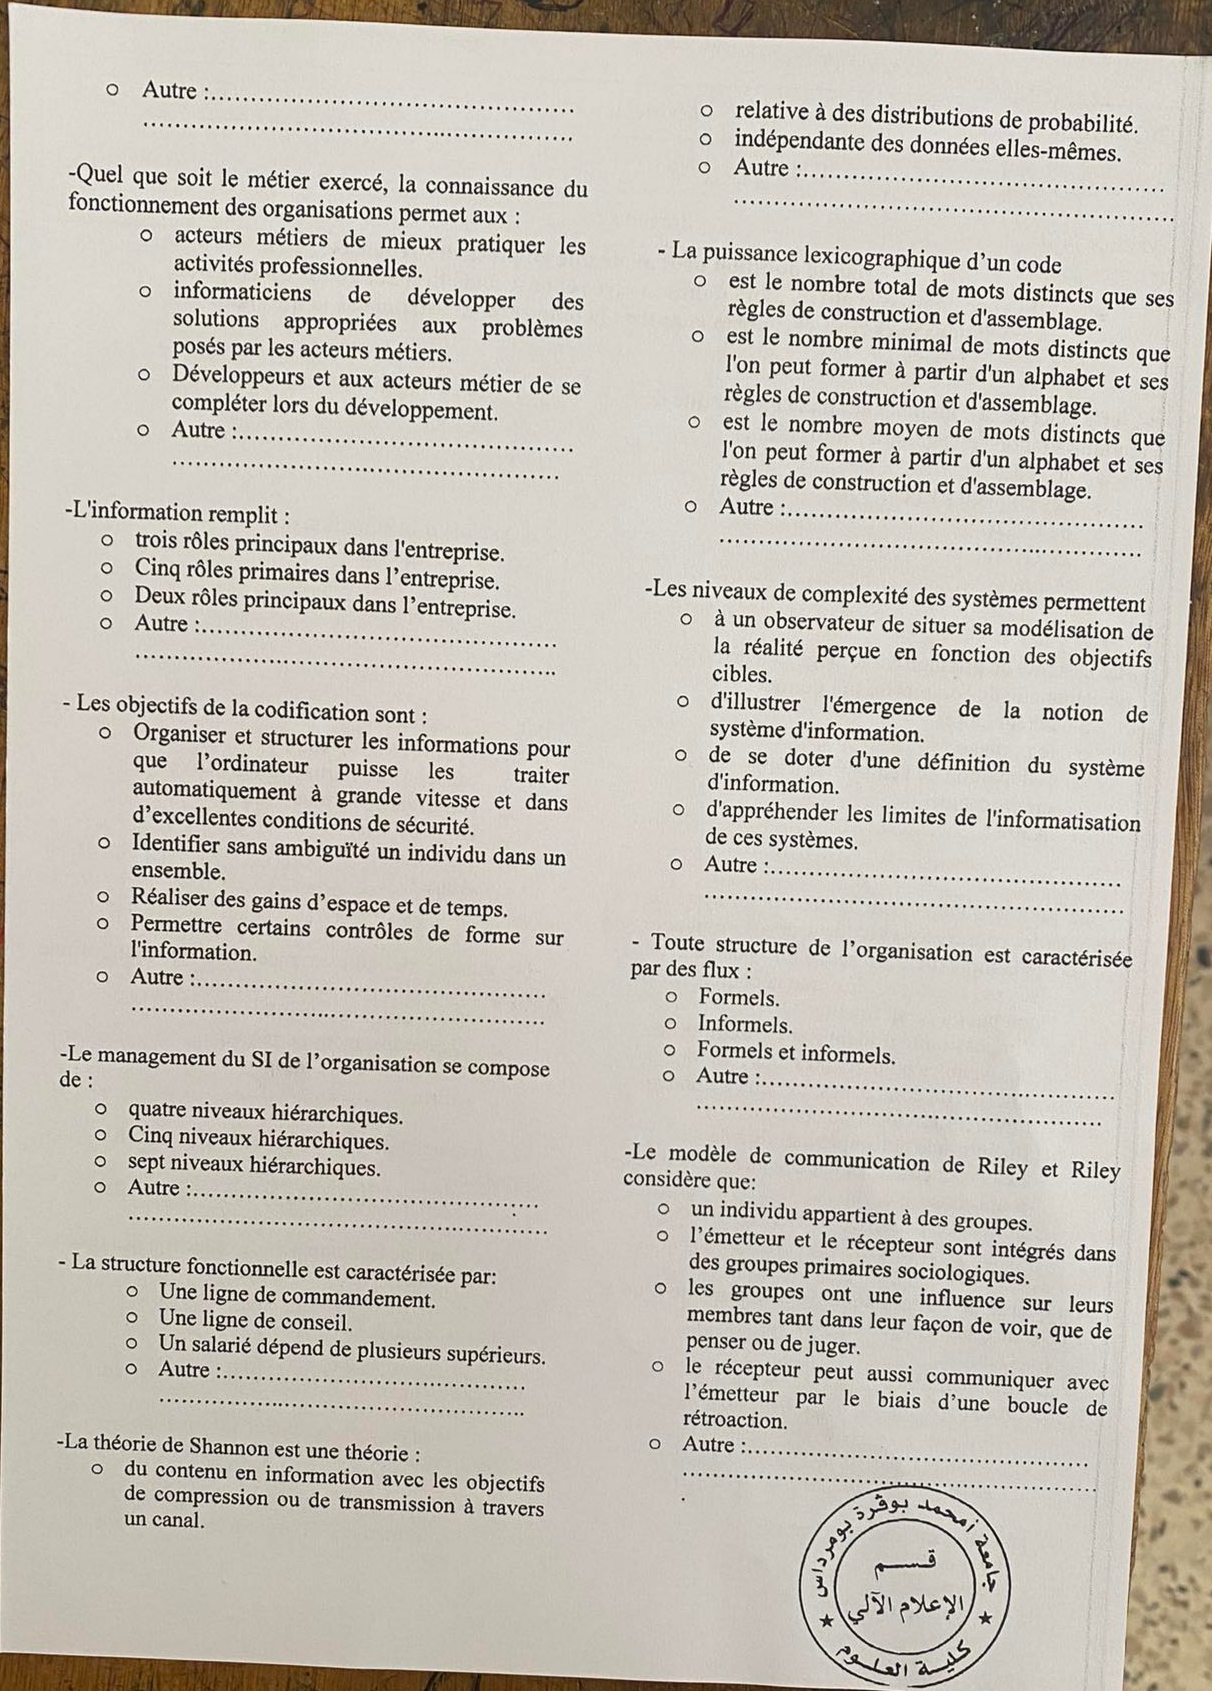 o Autre :................................................
................................................
-Quel que soit le métier exercé, la connaissance du
fonctionnement des organisations permet aux :
o acteurs métiers de mieux pratiquer les
activités professionnelles.
o informaticiens de développer des
solutions appropriées aux problèmes
posés par les acteurs métiers.
o Développeurs et aux acteurs métier de se
compléter lors du développement.
o Autre :................................................
................................................
-L'information remplit :
o trois rôles principaux dans l'entreprise.
o Cinq rôles primaires dans l’entreprise.
o Deux rôles principaux dans l’entreprise.
o Autre :................................................
................................................
- Les objectifs de la codification sont :
o Organiser et structurer les informations pour
que l’ordinateur puisse les traiter
automatiquement à grande vitesse et dans
d’excellentes conditions de sécurité.
o Identifier sans ambiguïté un individu dans un
ensemble.
o Réaliser des gains d’espace et de temps.
o Permettre certains contrôles de forme sur
l'information.
o Autre :................................................
................................................
-Le management du SI de l’organisation se compose
de :
o quatre niveaux hiérarchiques.
o Cinq niveaux hiérarchiques.
o sept niveaux hiérarchiques.
o Autre :................................................
................................................
- La structure fonctionnelle est caractérisée par:
o Une ligne de commandement.
o Une ligne de conseil.
o Un salarié dépend de plusieurs supérieurs.
o Autre :................................................
................................................
-La théorie de Shannon est une théorie :
o du contenu en information avec les objectifs
de compression ou de transmission à travers
un canal.
o relative à des distributions de probabilité.
o indépendante des données elles-mêmes.
o Autre :................................................
................................................
- La puissance lexicographique d’un code
o est le nombre total de mots distincts que ses
règles de construction et d'assemblage.
o est le nombre minimal de mots distincts que
l'on peut former à partir d'un alphabet et ses
règles de construction et d'assemblage.
o est le nombre moyen de mots distincts que
l'on peut former à partir d'un alphabet et ses
règles de construction et d'assemblage.
o Autre :................................................
................................................
-Les niveaux de complexité des systèmes permettent
o à un observateur de situer sa modélisation de
la réalité perçue en fonction des objectifs
cibles.
o d'illustrer l'émergence de la notion de
système d'information.
o de se doter d'une définition du système
d'information.
o d'appréhender les limites de l'informatisation
de ces systèmes.
o Autre :................................................
................................................
- Toute structure de l’organisation est caractérisée
par des flux :
o Formels.
o Informels.
o Formels et informels.
o Autre :................................................
................................................
-Le modèle de communication de Riley et Riley
considère que:
o un individu appartient à des groupes.
o l’émetteur et le récepteur sont intégrés dans
des groupes primaires sociologiques.
o les groupes ont une influence sur leurs
membres tant dans leur façon de voir, que de
penser ou de juger.
o le récepteur peut aussi communiquer avec
l’émetteur par le biais d’une boucle de
rétroaction.
o Autre :................................................
................................................
جامعة أمحمد بوقرة بومرداس
قسم
الإعلام الآلي
كلية العلوم